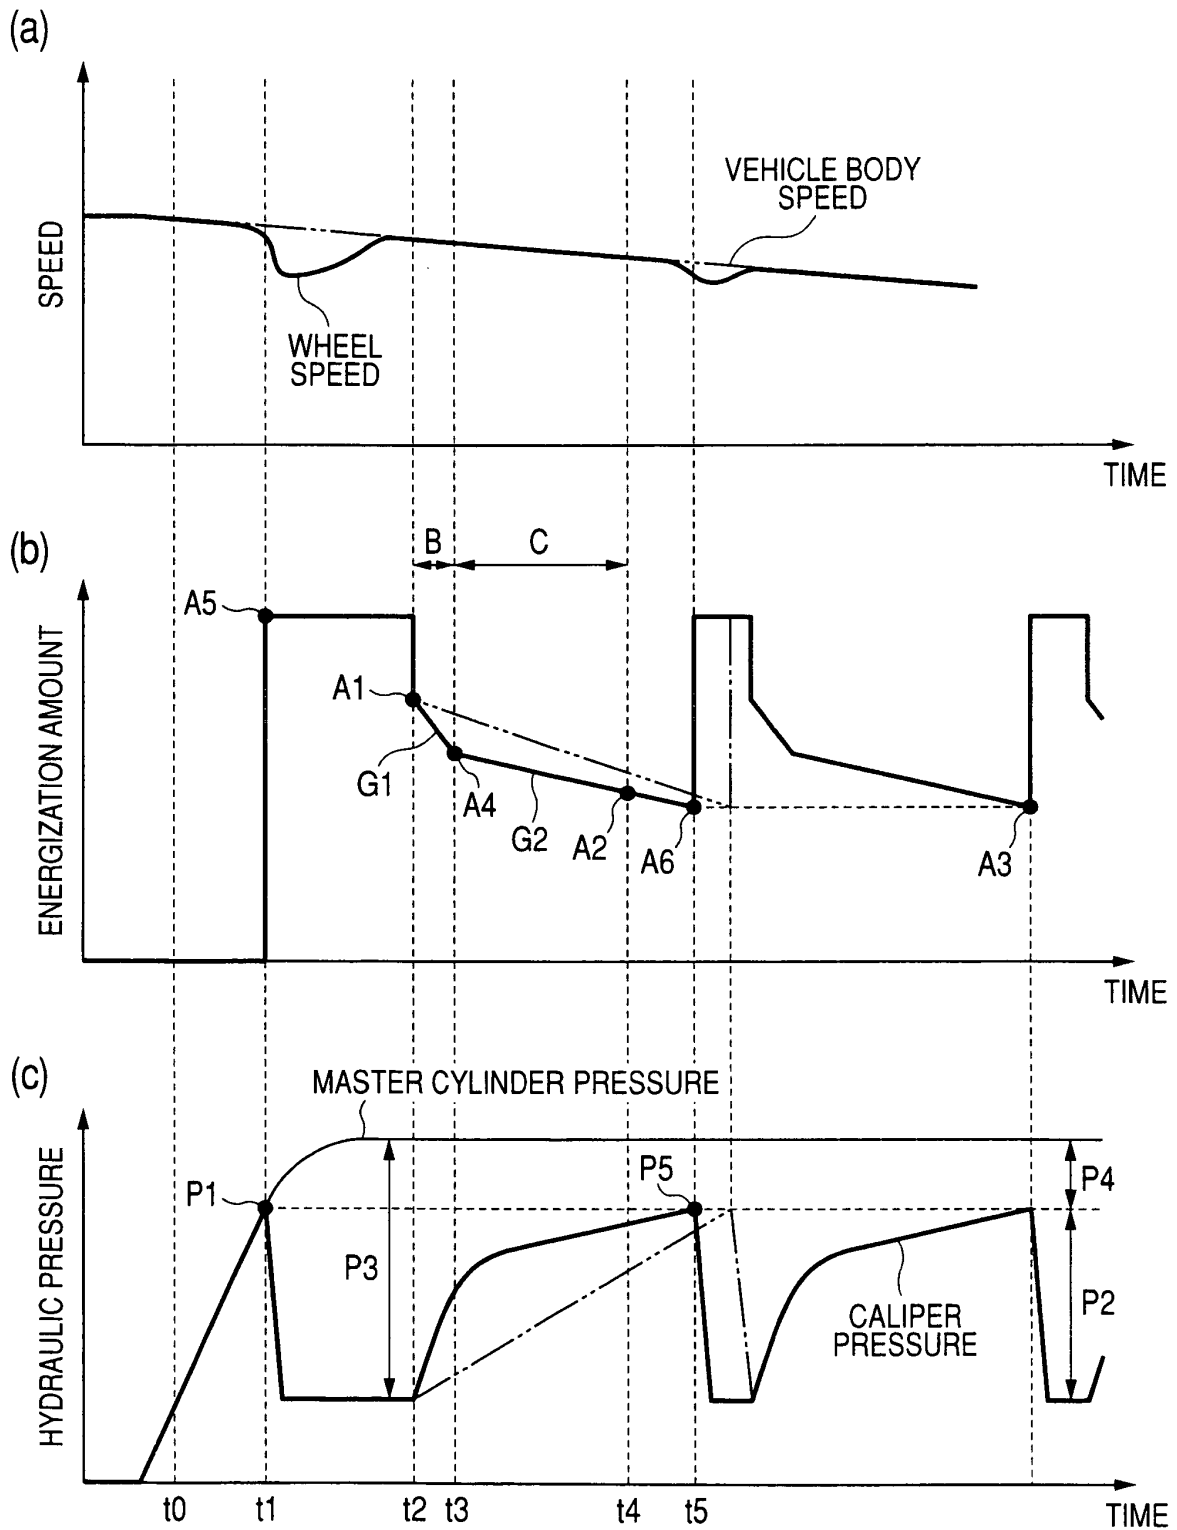 (a)
VEHICLE BODY
SPEED
SPEED
WHEEL
SPEED
TIME
(b)
B
C
A5
A1
G1
A4
G2
A2
A6
A3
ENERGIZATION AMOUNT
TIME
(c)
MASTER CYLINDER PRESSURE
P1
P5
P4
P3
P2
CALIPER
PRESSURE
HYDRAULIC PRESSURE
t0
t1
t2
t3
t4
t5
TIME